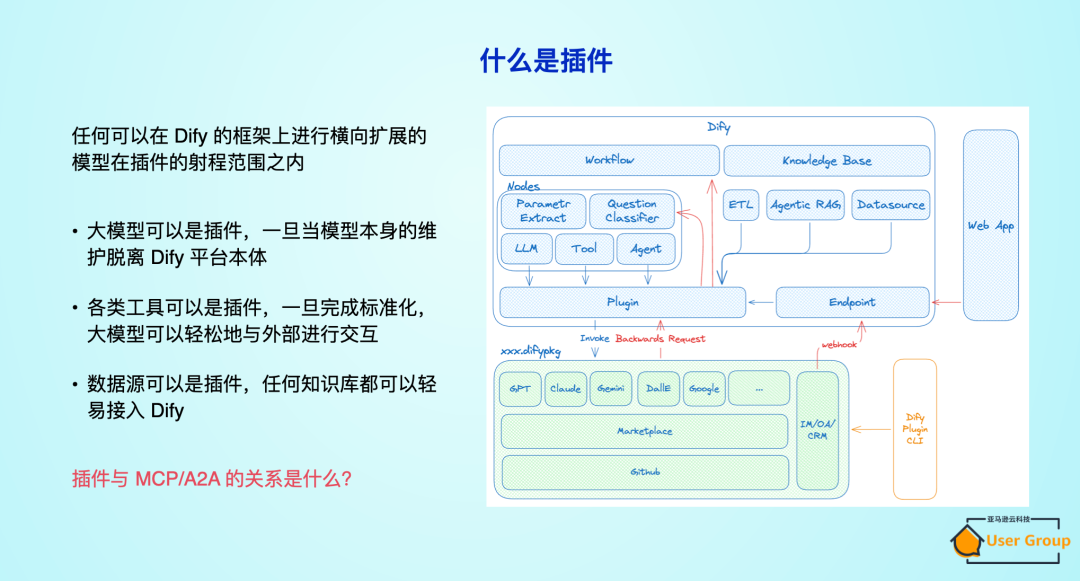 什么是插件
任何可以在 Dify 的框架上进行横向扩展的
模型在插件的射程范围之内
• 大模型可以是插件，一旦当模型本身的维
护脱离 Dify 平台本体
• 各类工具可以是插件，一旦完成标准化，
大模型可以轻松地与外部进行交互
• 数据源可以是插件，任何知识库都可以轻
易接入 Dify
插件与 MCP/A2A 的关系是什么？
Dify
Workflow
Knowledge Base
Nodes
Parametr
Extract
Question
Classifier
ETL
Agentic RAG
Datasource
LLM
Tool
Agent
Web App
Plugin
Endpoint
Invoke
Backwards Request
webhook
xxx.difypkg
GPT
Claude
Gemini
DallE
Google
...
IM/OA/
CRM
Marketplace
Github
Dify
Plugin
CLI
亚马逊云科技
User Group